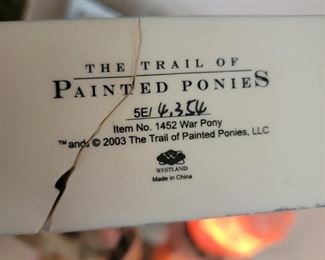 THE TRAIL OF
PAINTED PONIES
5E/ 4,354
Item No. 1452 War Pony
™ and © 2003 The Trail of Painted Ponies, LLC
WESTLAND
Made in China